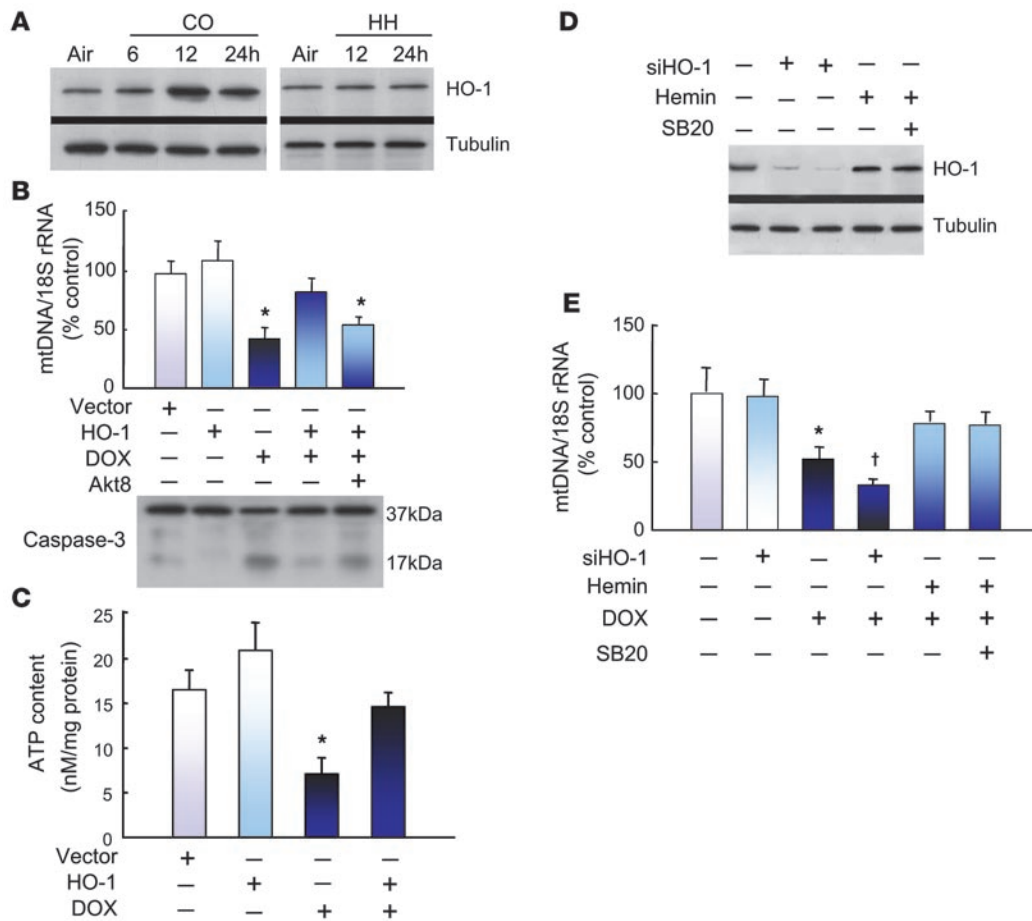 A
CO
HH
Air 6 12 24h
Air 12 24h
HO-1
Tubulin
B
mtDNA/18S rRNA
(% control)
150
100
50
0
*
*
Vector + – – – –
HO-1 – + – + +
DOX – – + + +
Akt8 – – – – +
Caspase-3
37kDa
17kDa
C
ATP content
(nM/mg protein)
25
20
15
10
5
0
*
Vector + – – –
HO-1 – + – +
DOX – – + +
D
siHO-1 – + + – –
Hemin – – – + +
SB20 – – – – +
HO-1
Tubulin
E
mtDNA/18S rRNA
(% control)
150
100
50
0
*
†
siHO-1 – + – + – –
Hemin – – – – + +
DOX – – + + + +
SB20 – – – – – +